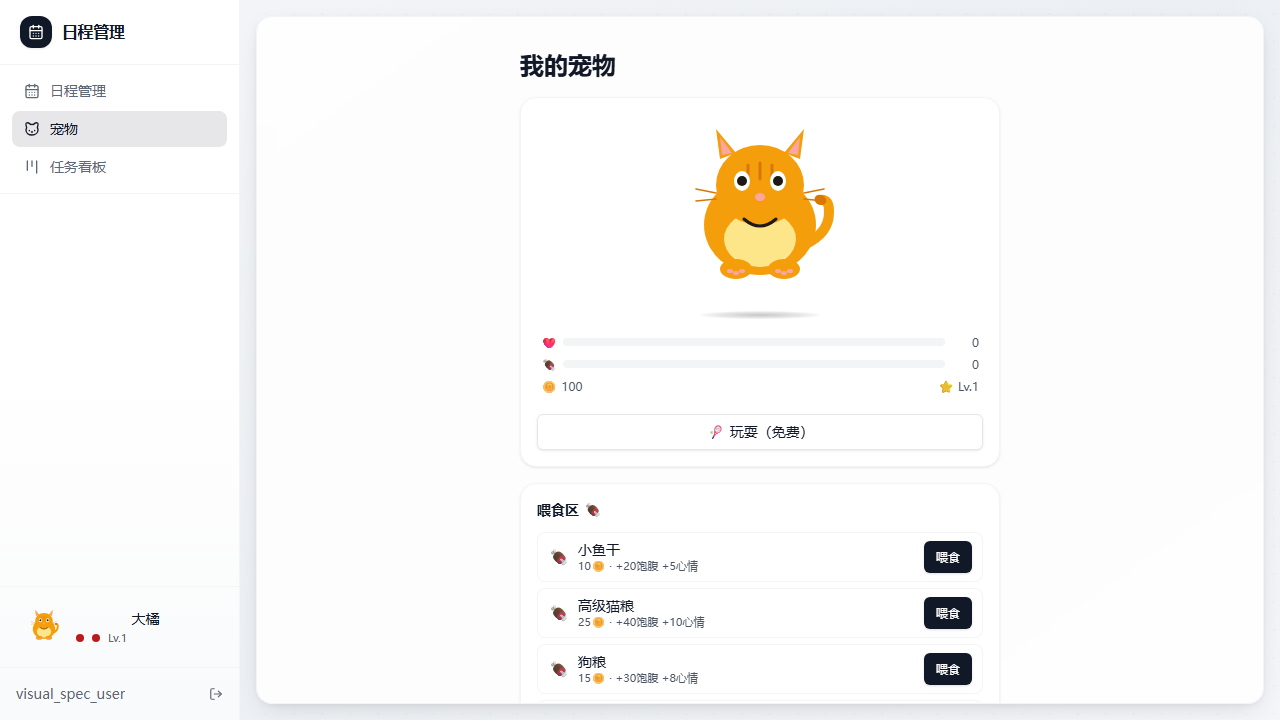 日程管理
日程管理
宠物
任务看板
大橘
Lv.1
visual_spec_user
我的宠物
0
0
100
Lv.1
玩耍（免费）
喂食区
小鱼干
10 · +20饱腹 +5心情
喂食
高级猫粮
25 · +40饱腹 +10心情
喂食
狗粮
15 · +30饱腹 +8心情
喂食